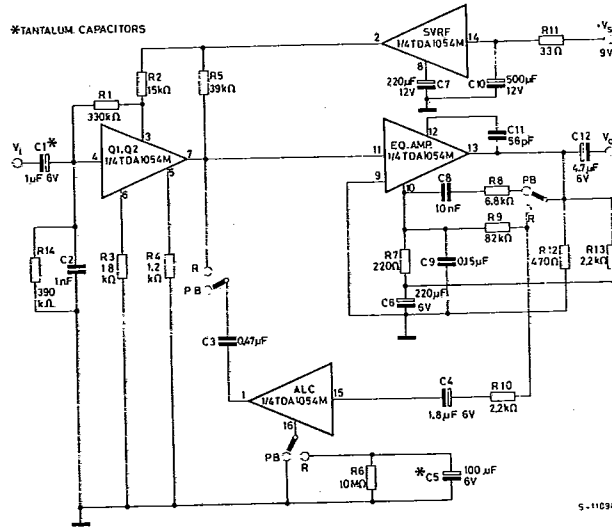 *TANTALUM. CAPACITORS
R1
330kΩ
R2
15kΩ
R5
39kΩ
SVRF
1/4TDA1054M
2
14
8
R11
33Ω
+Vs
9V
220µF
12V
C7
C10
500µF
12V
Vi
C1*
1µF 6V
4
3
Q1,Q2
1/4TDA1054M
7
6
5
11
9
EQ.AMP.
1/4TDA1054M
12
13
10
C11
56pF
C12
4.7µF
6V
C8
10nF
R8
6.8kΩ
PB
R
R9
82kΩ
R14
390
kΩ
C2
1nF
R3
1.8
kΩ
R4
1.2
kΩ
R7
220Ω
C9
0.15µF
R12
470Ω
R13
2.2kΩ
C6
220µF
6V
R
PB
C3
0.47µF
1
ALC
1/4TDA1054M
15
16
C4
1.8µF 6V
R10
2.2kΩ
PB
R
R6
10MΩ
*C5
100µF
6V